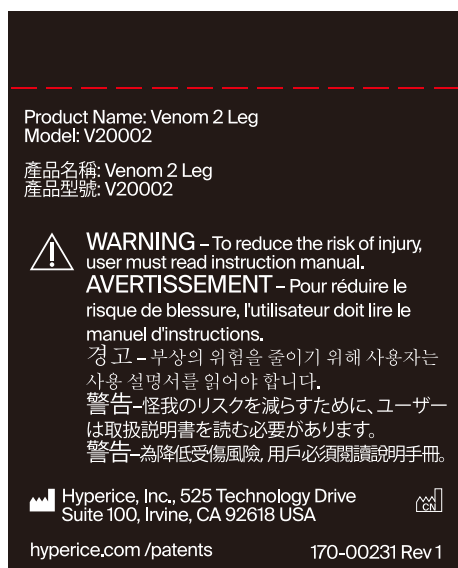 Product Name: Venom 2 Leg
Model: V20002
產品名稱: Venom 2 Leg
產品型號: V20002
WARNING – To reduce the risk of injury,
user must read instruction manual.
AVERTISSEMENT – Pour réduire le
risque de blessure, l'utilisateur doit lire le
manuel d'instructions.
경고 – 부상의 위험을 줄이기 위해 사용자는
사용 설명서를 읽어야 합니다.
警告–怪我のリスクを減らすために、ユーザー
は取扱説明書を読む必要があります。
警告–為降低受傷風險, 用戶必須閱讀說明手冊。
Hyperice, Inc., 525 Technology Drive
Suite 100, Irvine, CA 92618 USA
CN
hyperice.com /patents
170-00231 Rev 1